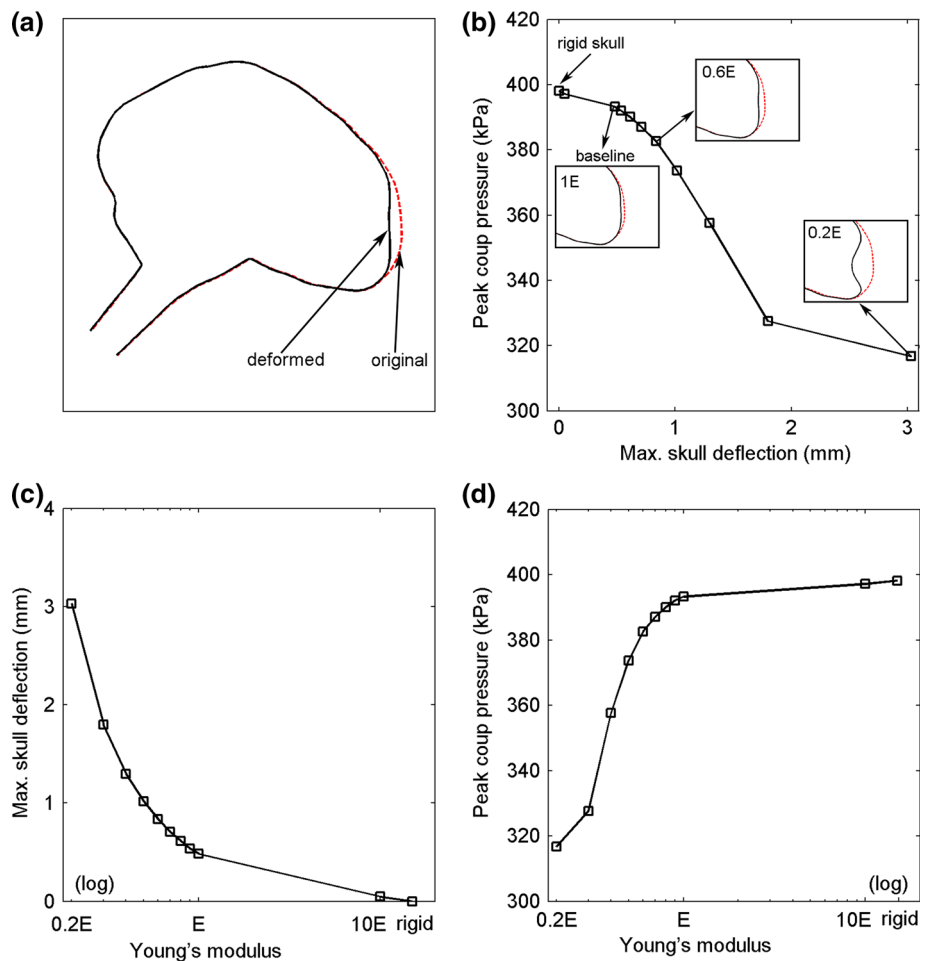 (a)
deformed
original
(b)
Peak coup pressure (kPa)
420
400
380
360
340
320
300
rigid skull
0.6E
baseline
1E
0.2E
0 1 2 3
Max. skull deflection (mm)
(c)
Max. skull deflection (mm)
4
3
2
1
0
(log)
0.2E E 10E rigid
Young's modulus
(d)
Peak coup pressure (kPa)
420
400
380
360
340
320
300
(log)
0.2E E 10E rigid
Young's modulus